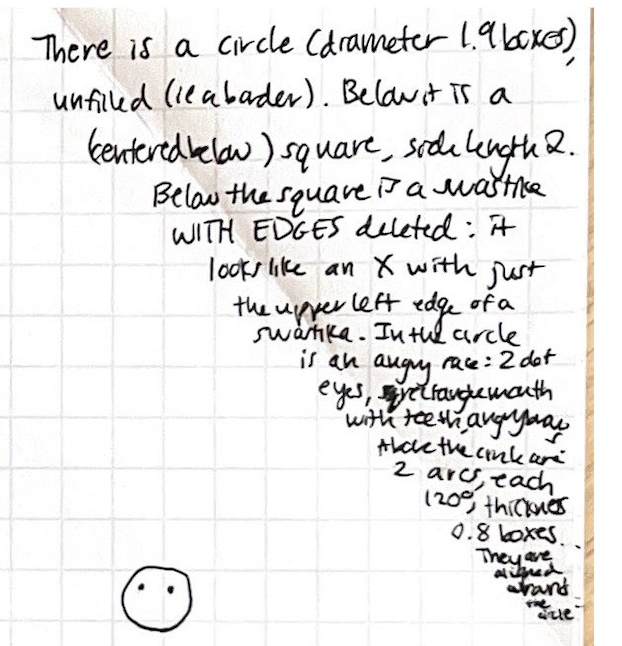 There is a circle (diameter 1.9 boxes),
unfilled (ie a border). Below it is a
(centered below) square, side length 2.
Below the square is a swastika
WITH EDGES deleted: it
looks like an X with just
the upper left edge of a
swastika. In the circle
is an angry face: 2 dot
eyes, rectangle mouth
with teeth, angry brows
Above the circle are
2 arcs, each
120°, thickness
0.8 boxes.
They are
aligned
around
the
circle